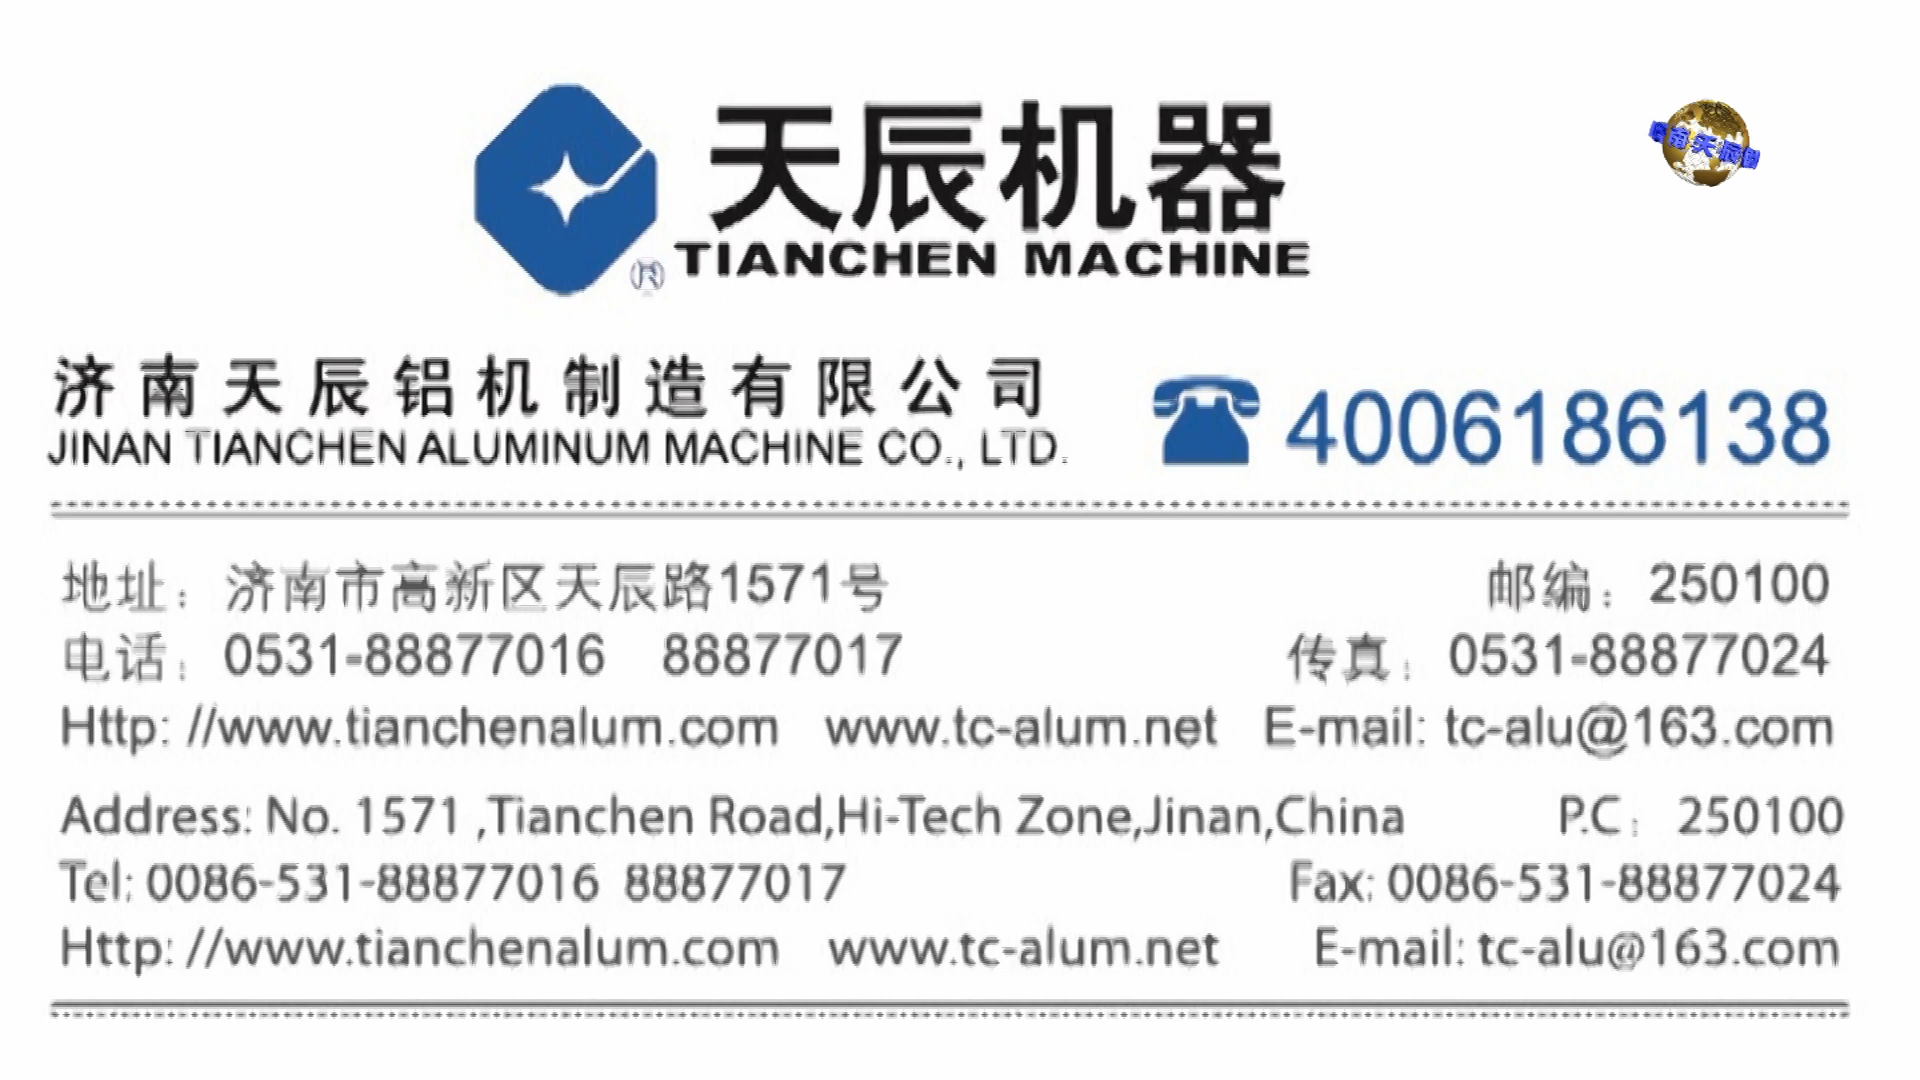 天辰机器
TIANCHEN MACHINE
济南天辰铝机制造有限公司
JINAN TIANCHEN ALUMINUM MACHINE CO., LTD.
40006186138
地址：济南市高新区天辰路1571号 邮编：250100
电话：0531-88877016 88877017 传真：0531-88877024
Http: //www.tianchenalum.com www.tc-alum.net E-mail: tc-alu@163.com
Address: No. 1571 ,Tianchen Road,Hi-Tech Zone,Jinan,China P.C：250100
Tel: 0086-531-88877016 88877017 Fax: 0086-531-88877024
Http: //www.tianchenalum.com www.tc-alum.net E-mail: tc-alu@163.com